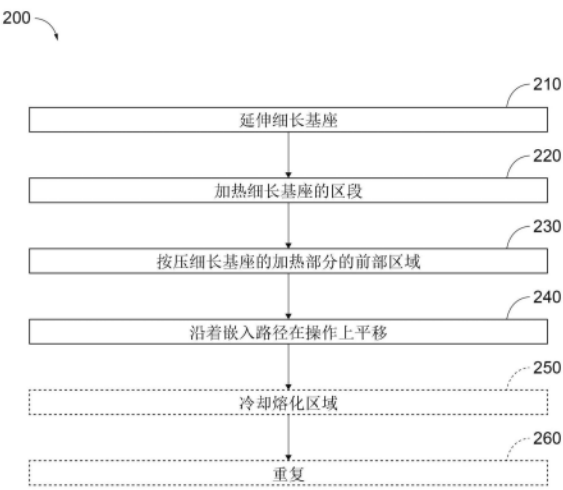 200
210
延伸细长基座
220
加热细长基座的区段
230
按压细长基座的加热部分的前部区域
240
沿着嵌入路径在操作上平移
250
冷却熔化区域
260
重复